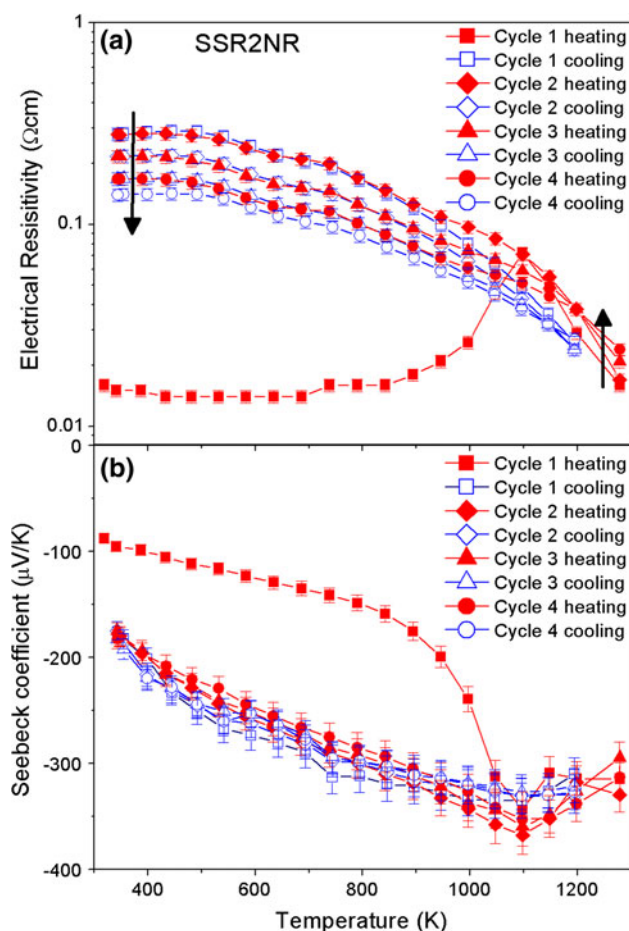 1
(a)
SSR2NR
Cycle 1 heating
Cycle 1 cooling
Cycle 2 heating
Cycle 2 cooling
Cycle 3 heating
Cycle 3 cooling
Cycle 4 heating
Cycle 4 cooling
Electrical Resisitivity (Ωcm)
0.1
0.01
0
(b)
Cycle 1 heating
Cycle 1 cooling
Cycle 2 heating
Cycle 2 cooling
Cycle 3 heating
Cycle 3 cooling
Cycle 4 heating
Cycle 4 cooling
Seebeck coefficient (µV/K)
-100
-200
-300
-400
400 600 800 1000 1200
Temperature (K)